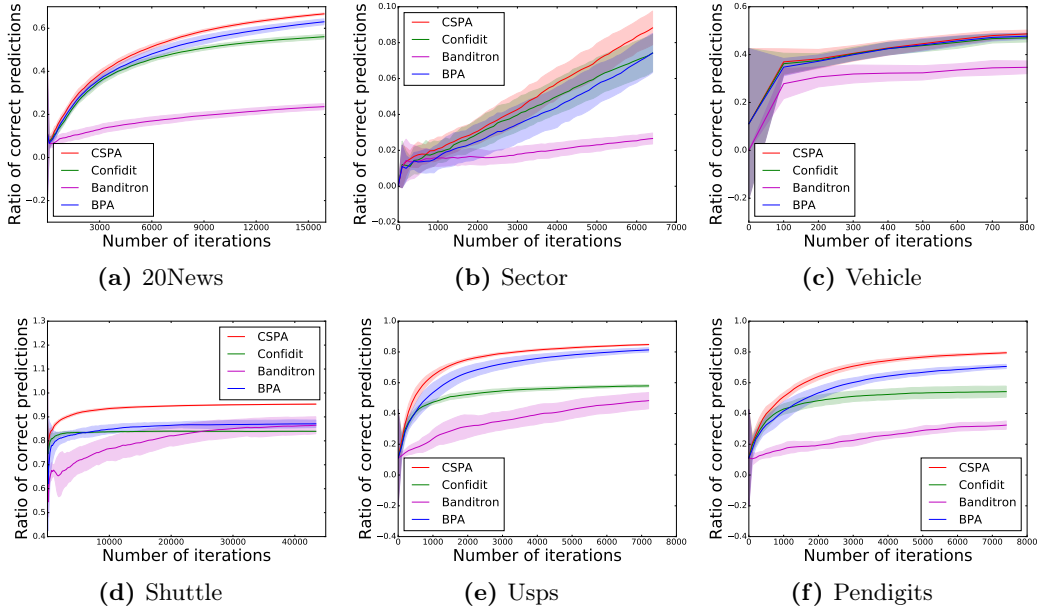 0.6
0.4
0.2
0.0
−0.2
Ratio of correct predictions
CSPA
Confidit
Banditron
BPA
3000 6000 9000 12000 15000
Number of iterations
(a) 20News
0.10
0.08
0.06
0.04
0.02
0.00
−0.02
Ratio of correct predictions
CSPA
Confidit
Banditron
BPA
0 1000 2000 3000 4000 5000 6000 7000
Number of iterations
(b) Sector
0.6
0.4
0.2
0.0
−0.2
Ratio of correct predictions
CSPA
Confidit
Banditron
BPA
0 100 200 300 400 500 600 700 800
Number of iterations
(c) Vehicle
1.3
1.2
1.1
1.0
0.9
0.8
0.7
0.6
0.5
0.4
Ratio of correct predictions
CSPA
Confidit
Banditron
BPA
10000 20000 30000 40000
Number of iterations
(d) Shuttle
1.0
0.8
0.6
0.4
0.2
0.0
−0.2
−0.4
Ratio of correct predictions
CSPA
Confidit
Banditron
BPA
0 1000 2000 3000 4000 5000 6000 7000 8000
Number of iterations
(e) Usps
1.0
0.8
0.6
0.4
0.2
0.0
−0.2
−0.4
Ratio of correct predictions
CSPA
Confidit
Banditron
BPA
0 1000 2000 3000 4000 5000 6000 7000 8000
Number of iterations
(f) Pendigits